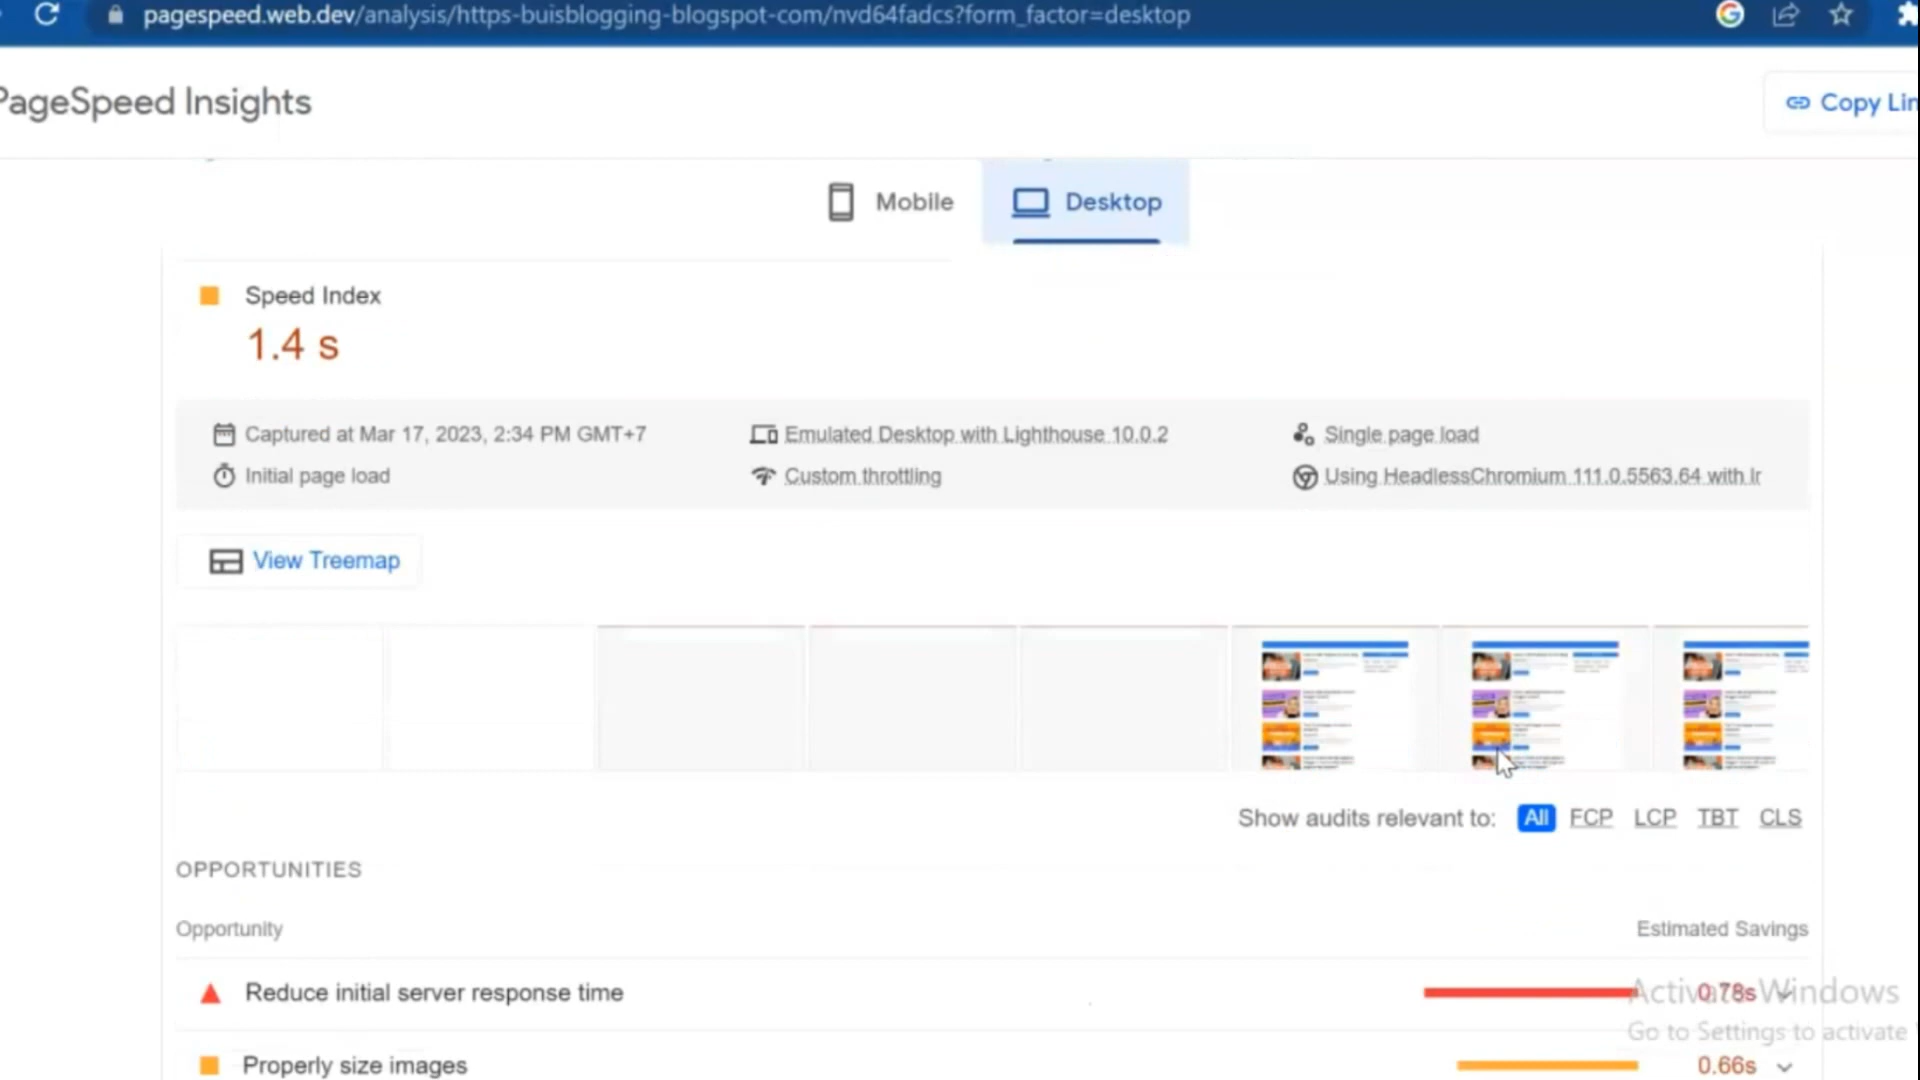 pagespeed.web.dev/analysis/https-buisblogging-blogspot-com/nvd64fadcs?form_factor=desktop
PageSpeed Insights
Copy Lin
Mobile
Desktop
Speed Index
1.4 s
Captured at Mar 17, 2023, 2:34 PM GMT+7
Emulated Desktop with Lighthouse 10.0.2
Single page load
Initial page load
Custom throttling
Using HeadlessChromium 111.0.5563.64 with lr
View Treemap
Show audits relevant to: All FCP LCP TBT CLS
OPPORTUNITIES
Opportunity
Estimated Savings
Reduce initial server response time
0.78s
Activate Windows
Go to Settings to activate
Properly size images
0.66s